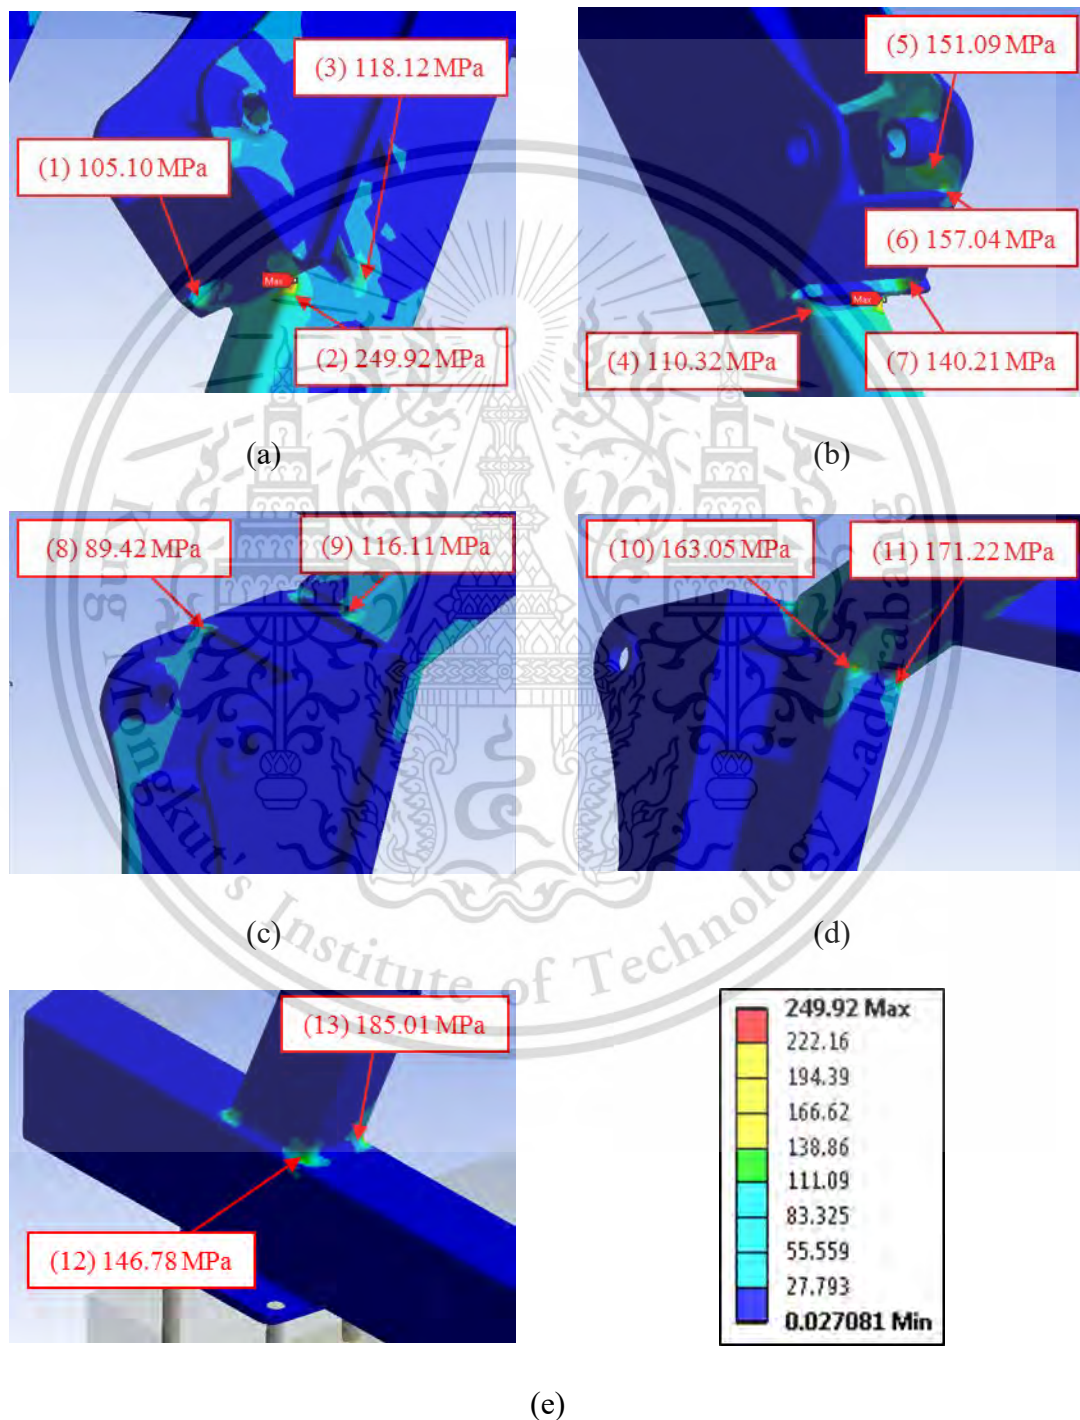 (3) 118.12 MPa
(1) 105.10 MPa
Max
(2) 249.92 MPa
(a)
(5) 151.09 MPa
(6) 157.04 MPa
Max
(4) 110.32 MPa
(7) 140.21 MPa
(b)
(8) 89.42 MPa
(9) 116.11 MPa
(c)
(10) 163.05 MPa
(11) 171.22 MPa
(d)
(13) 185.01 MPa
(12) 146.78 MPa
249.92 Max
222.16
194.39
166.62
138.86
111.09
83.325
55.559
27.793
0.027081 Min
(e)
King Mongkut's Institute of Technology Ladkrabang